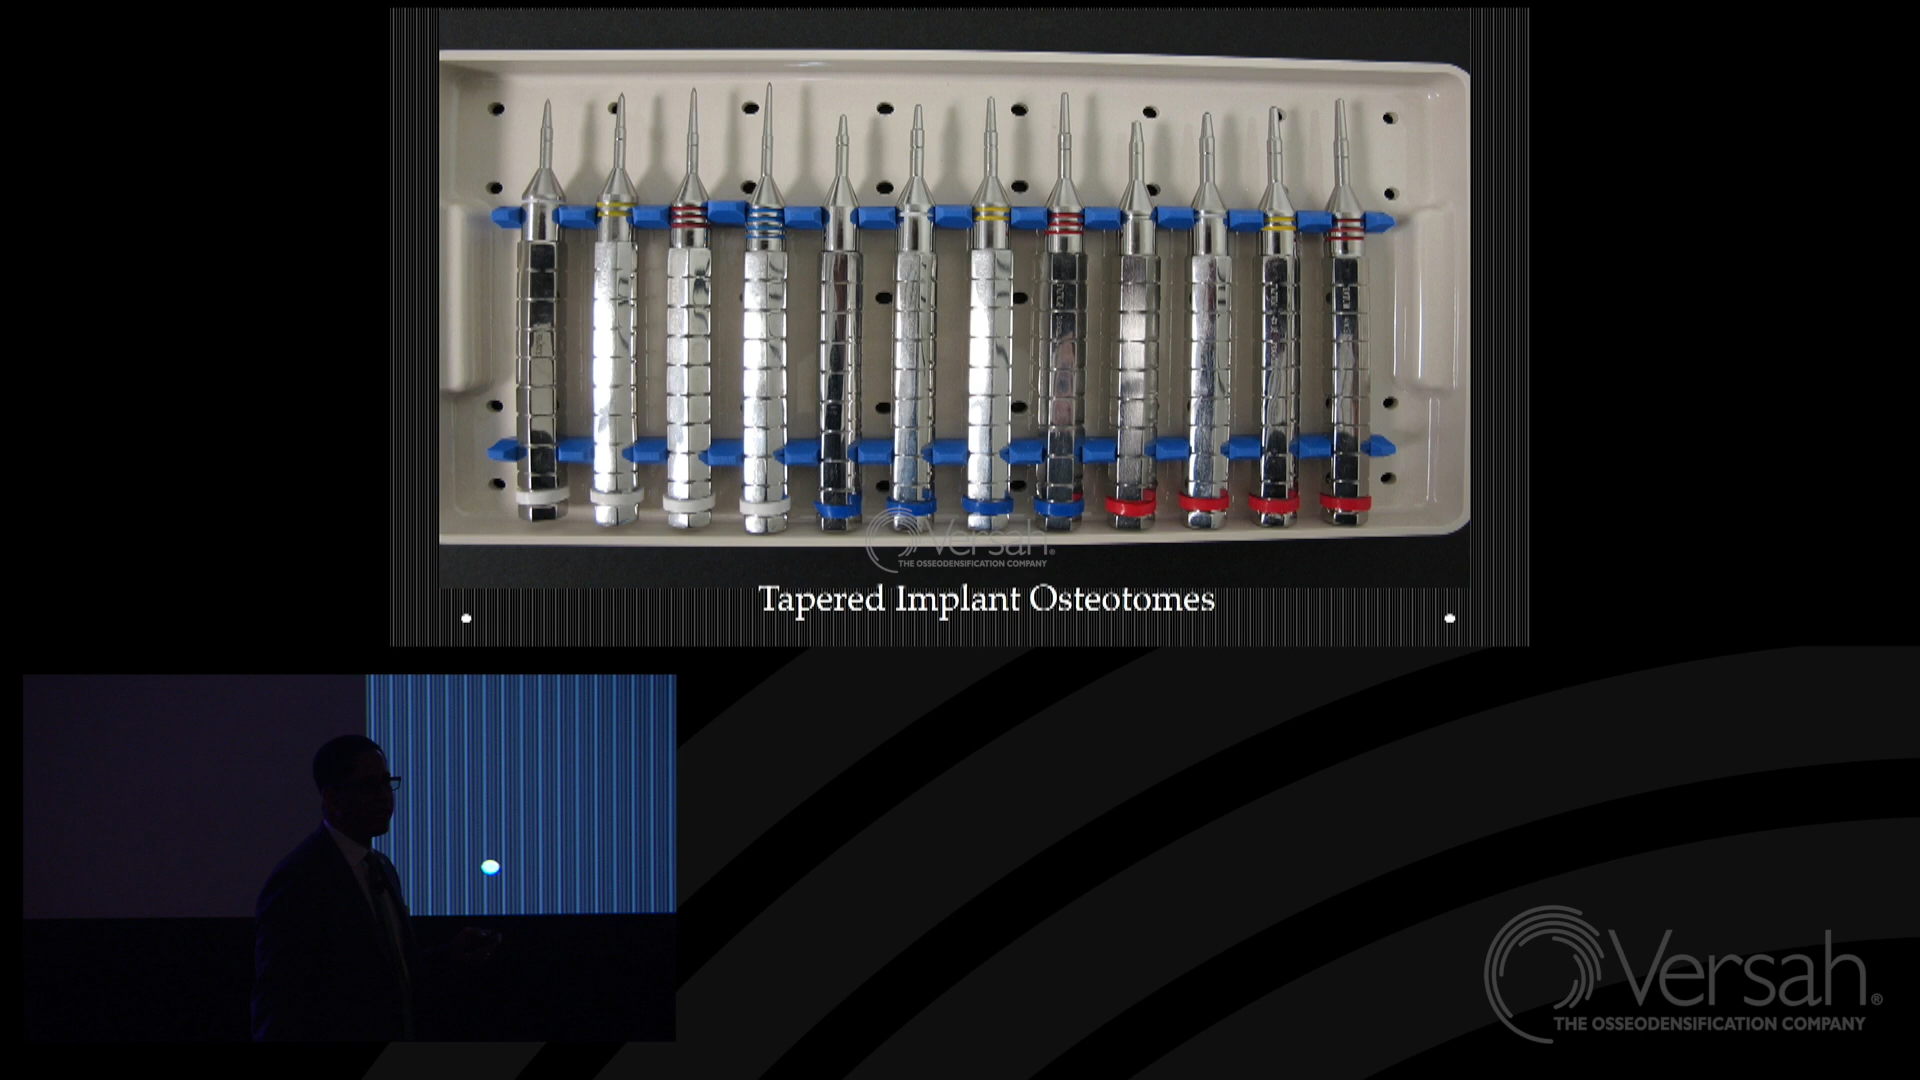 Versah®
THE OSSEODENSIFICATION COMPANY
Tapered Implant Osteotomes
Versah®
THE OSSEODENSIFICATION COMPANY